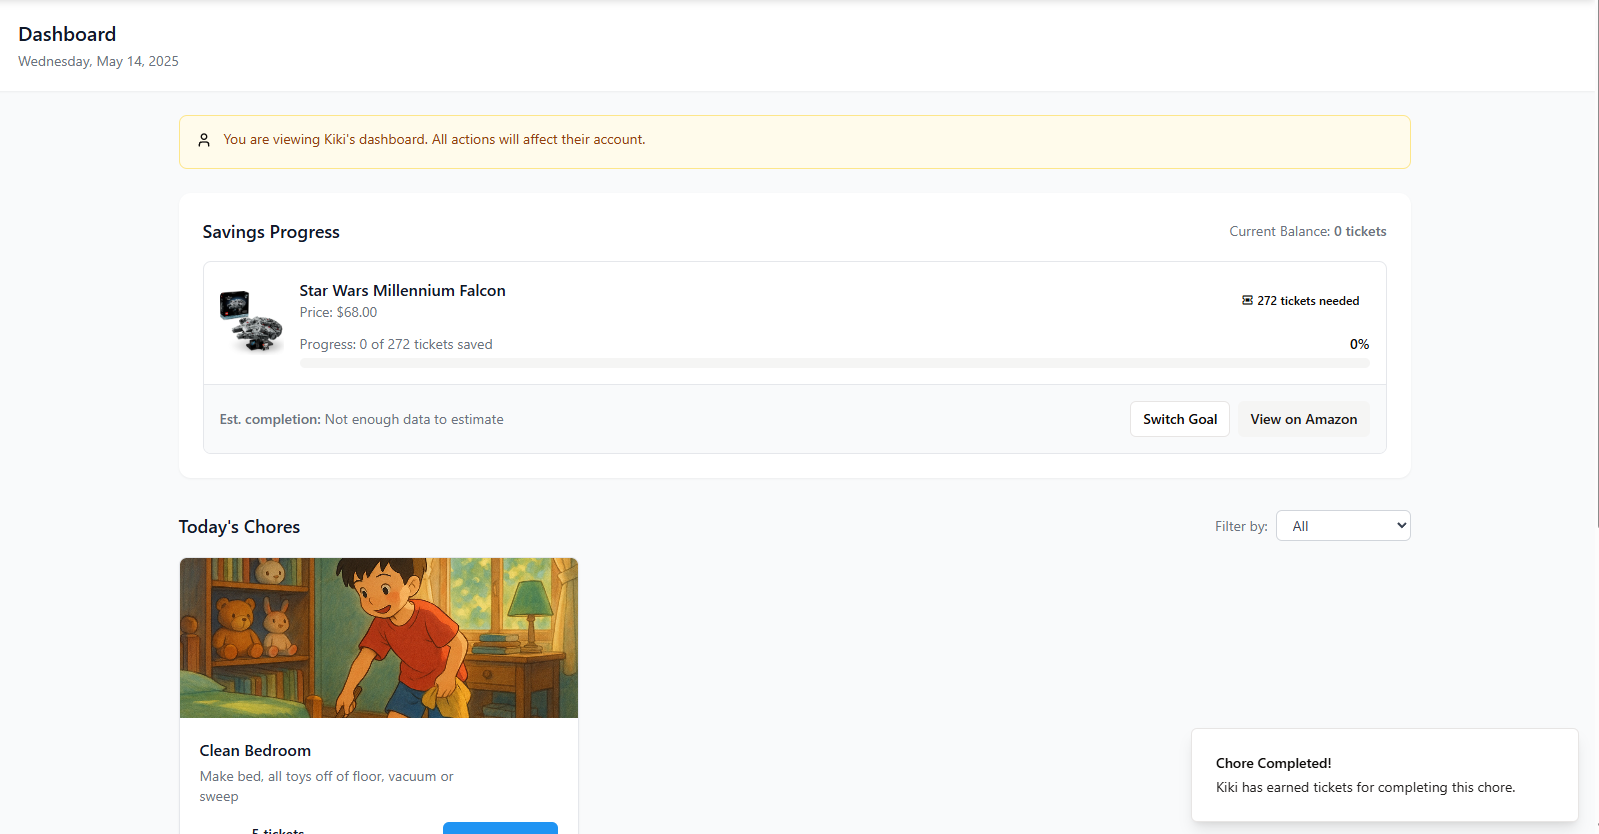 Dashboard
Wednesday, May 14, 2025
You are viewing Kiki's dashboard. All actions will affect their account.
Savings Progress
Current Balance: 0 tickets
Star Wars Millennium Falcon
Price: $68.00
272 tickets needed
Progress: 0 of 272 tickets saved
0%
Est. completion: Not enough data to estimate
Switch Goal
View on Amazon
Today's Chores
Filter by:
All
Clean Bedroom
Make bed, all toys off of floor, vacuum or
sweep
5 tickets
Chore Completed!
Kiki has earned tickets for completing this chore.